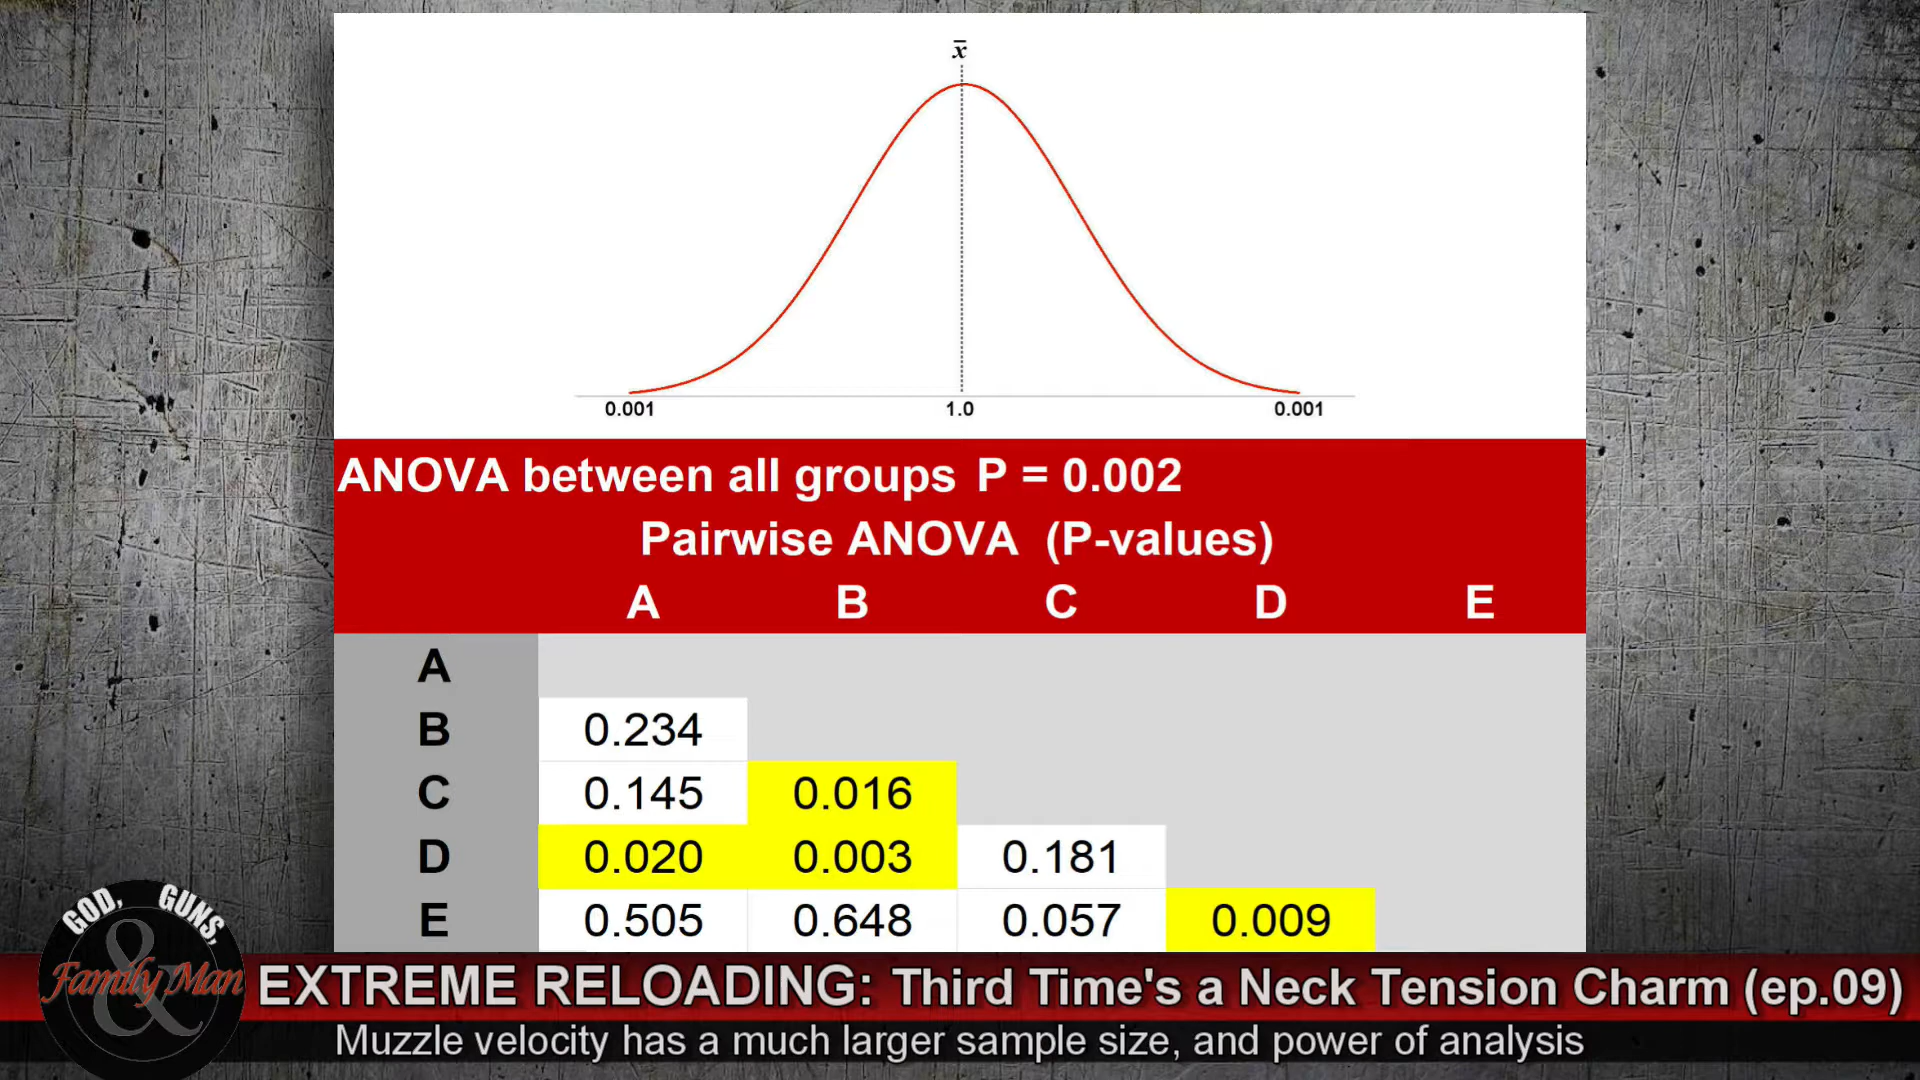 x̄
0.001 1.0 0.001
ANOVA between all groups P = 0.002
Pairwise ANOVA (P-values)
A B C D E
A
B 0.234
C 0.145 0.016
D 0.020 0.003 0.181
E 0.505 0.648 0.057 0.009
GOD, GUNS,
& Family Man
EXTREME RELOADING: Third Time's a Neck Tension Charm (ep.09)
Muzzle velocity has a much larger sample size, and power of analysis